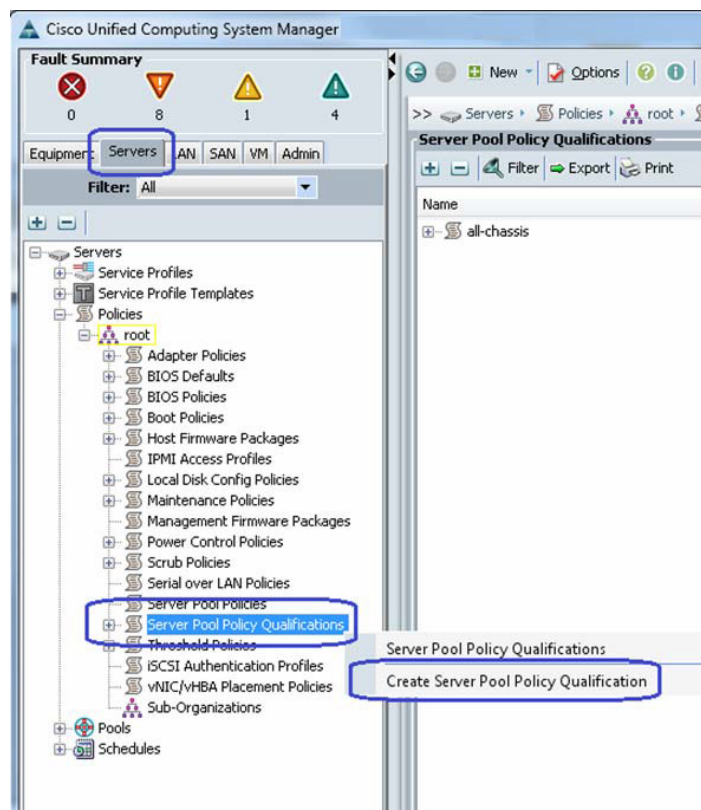 Cisco Unified Computing System Manager
Fault Summary
0 8 1 4
New Options
>> Servers Policies root
Equipment Servers LAN SAN VM Admin
Filter: All
Server Pool Policy Qualifications
Filter Export Print
Name
all-chassis
Servers
Service Profiles
Service Profile Templates
Policies
root
Adapter Policies
BIOS Defaults
BIOS Policies
Boot Policies
Host Firmware Packages
IPMI Access Profiles
Local Disk Config Policies
Maintenance Policies
Management Firmware Packages
Power Control Policies
Scrub Policies
Serial over LAN Policies
Server Pool Policies
Server Pool Policy Qualifications
Threshold Policies
iSCSI Authentication Profiles
vNIC/vHBA Placement Policies
Sub-Organizations
Pools
Schedules
Server Pool Policy Qualifications
Create Server Pool Policy Qualification